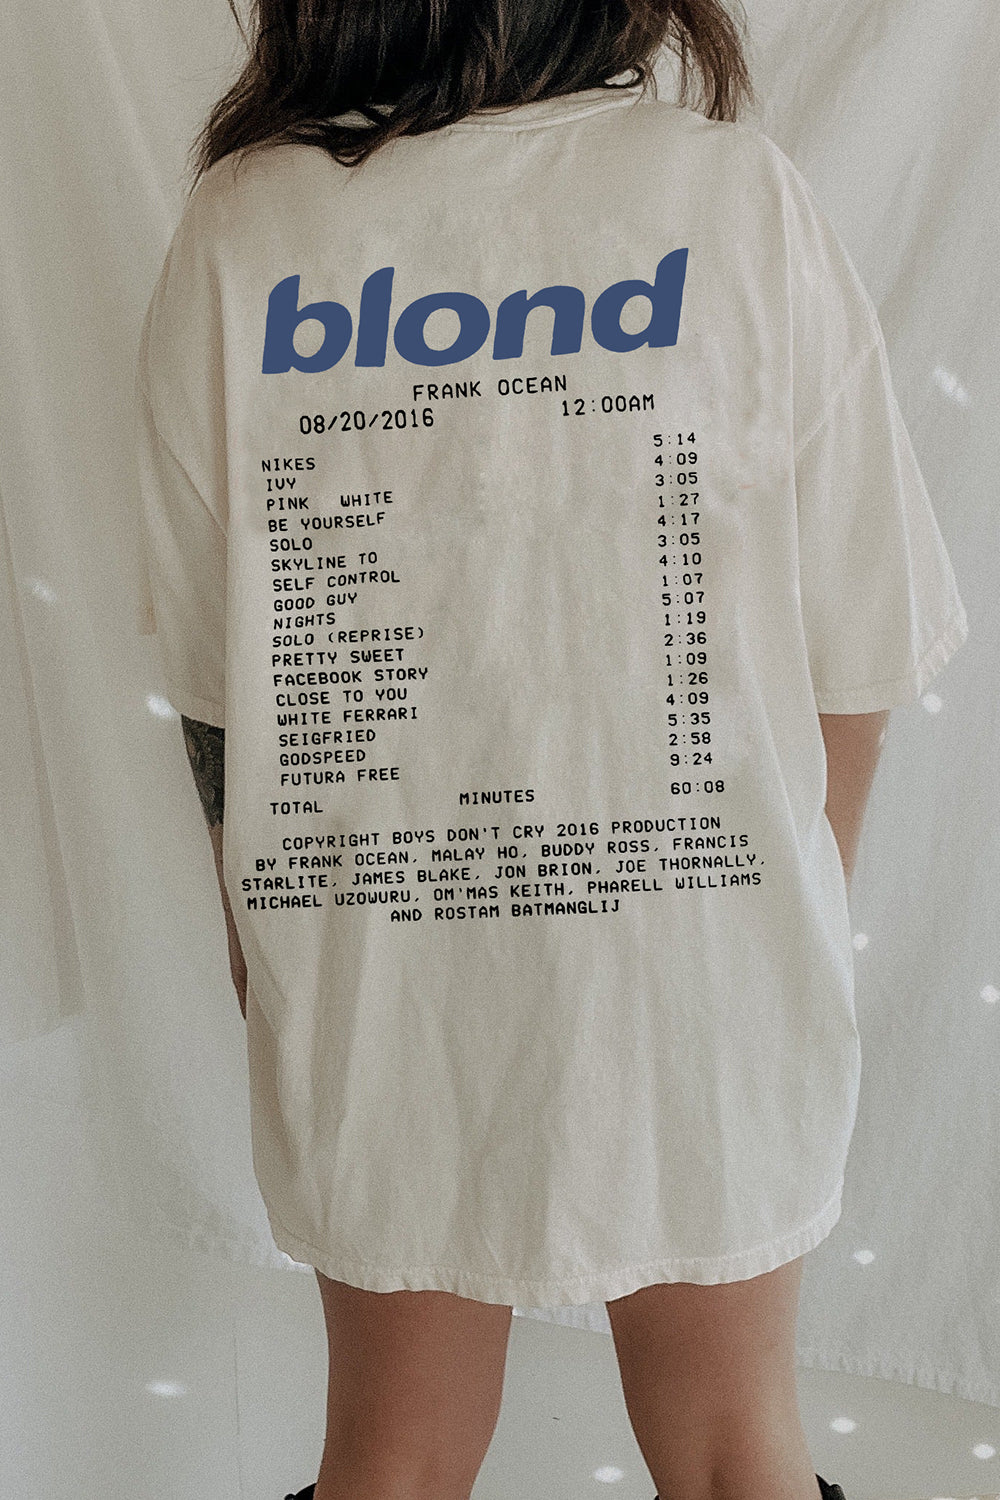 blond
FRANK OCEAN
08/20/2016 12:00AM
NIKES 5:14
IVY 4:09
PINK WHITE 3:05
BE YOURSELF 1:27
SOLO 4:17
SKYLINE TO 3:05
SELF CONTROL 4:10
GOOD GUY 1:07
NIGHTS 5:07
SOLO (REPRISE) 1:19
PRETTY SWEET 2:36
FACEBOOK STORY 1:09
CLOSE TO YOU 1:26
WHITE FERRARI 4:09
SEIGFRIED 5:35
GODSPEED 2:58
FUTURA FREE 9:24
TOTAL MINUTES 60:08
COPYRIGHT BOYS DON'T CRY 2016 PRODUCTION
BY FRANK OCEAN, MALAY HO, BUDDY ROSS, FRANCIS
STARLITE, JAMES BLAKE, JON BRION, JOE THORNALLY,
MICHAEL UZOWURU, OM'MAS KEITH, PHARELL WILLIAMS
AND ROSTAM BATMANGLIJ